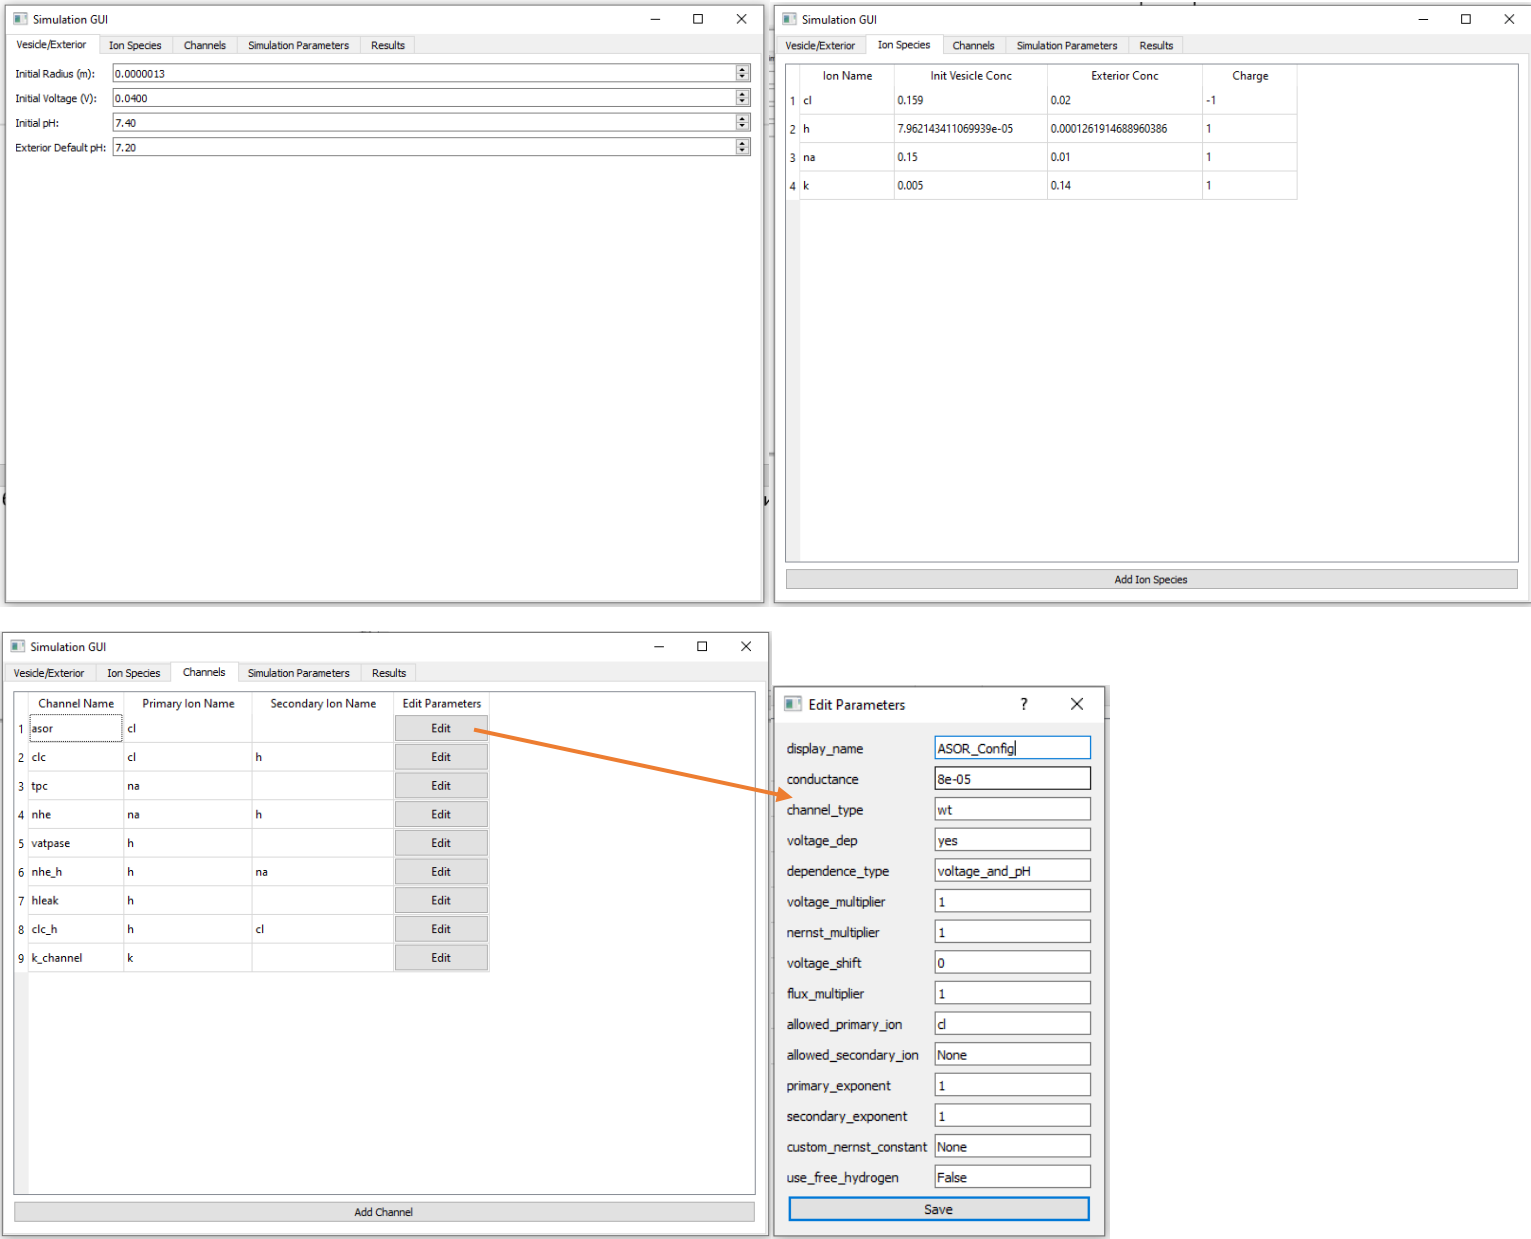 Simulation GUI
Vesicle/Exterior Ion Species Channels Simulation Parameters Results
Initial Radius (m): 0.0000013
Initial Voltage (V): 0.0400
Initial pH: 7.40
Exterior Default pH: 7.20
Simulation GUI
Vesicle/Exterior Ion Species Channels Simulation Parameters Results
Ion Name Init Vesicle Conc Exterior Conc Charge
1 cl 0.159 0.02 -1
2 h 7.962143411069939e-05 0.0001261914688960386 1
3 na 0.15 0.01 1
4 k 0.005 0.14 1
Add Ion Species
Simulation GUI
Vesicle/Exterior Ion Species Channels Simulation Parameters Results
Channel Name Primary Ion Name Secondary Ion Name Edit Parameters
1 asor cl Edit
2 clc cl h Edit
3 tpc na Edit
4 nhe na h Edit
5 vatpase h Edit
6 nhe_h h na Edit
7 hleak h Edit
8 clc_h h cl Edit
9 k_channel k Edit
Add Channel
Edit Parameters ?
display_name ASOR_Config
conductance 8e-05
channel_type wt
voltage_dep yes
dependence_type voltage_and_pH
voltage_multiplier 1
nernst_multiplier 1
voltage_shift 0
flux_multiplier 1
allowed_primary_ion cl
allowed_secondary_ion None
primary_exponent 1
secondary_exponent 1
custom_nernst_constant None
use_free_hydrogen False
Save